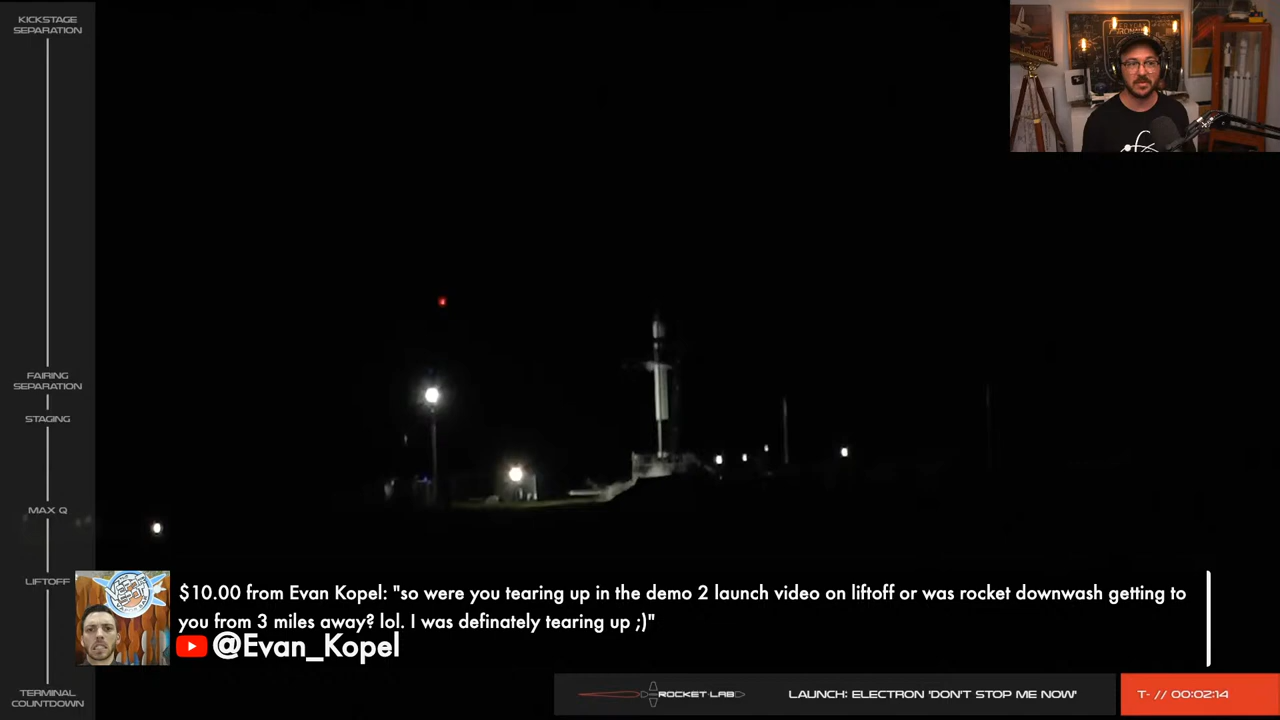 KICKSTAGE
SEPARATION
FAIRING
SEPARATION
STAGING
MAX Q
LIFTOFF
$10.00 from Evan Kopel: "so were you tearing up in the demo 2 launch video on liftoff or was rocket downwash getting to
you from 3 miles away? lol. I was definately tearing up ;)"
@Evan_Kopel
TERMINAL
COUNTDOWN
ROCKET LAB
LAUNCH: ELECTRON 'DON'T STOP ME NOW'
T- // 00:02:14